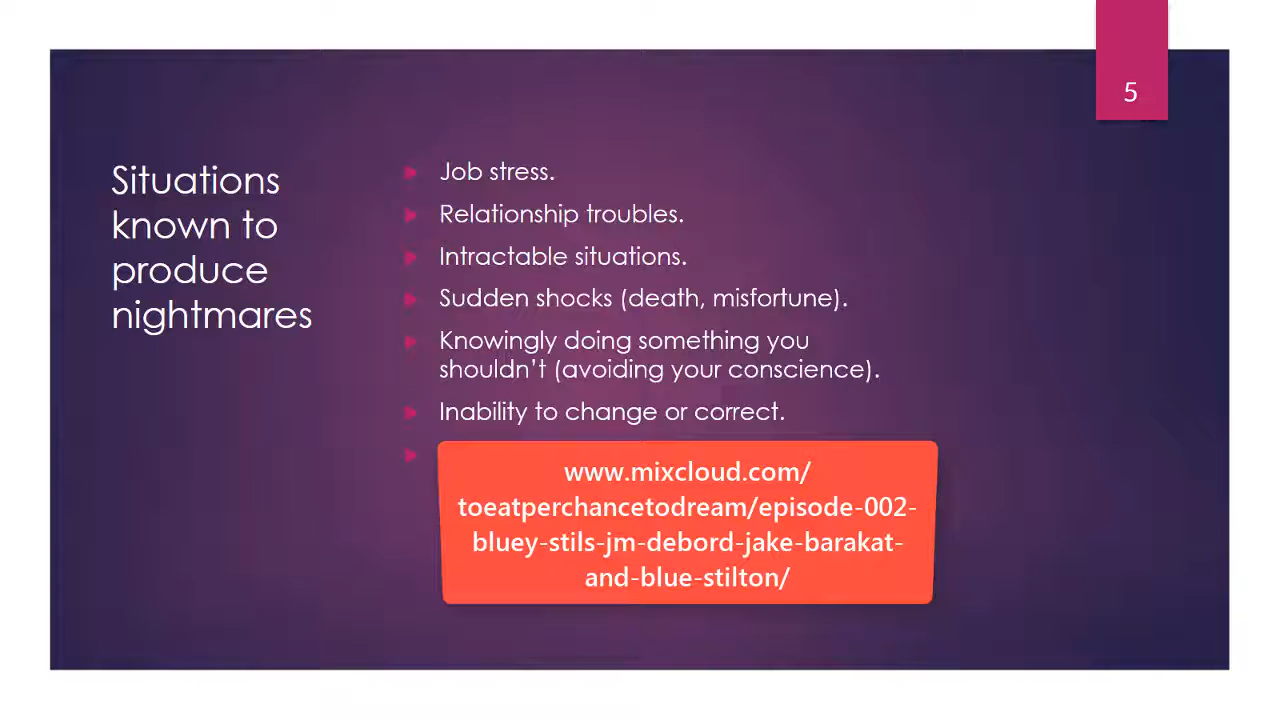 5
Situations
known to
produce
nightmares
Job stress.
Relationship troubles.
Intractable situations.
Sudden shocks (death, misfortune).
Knowingly doing something you
shouldn't (avoiding your conscience).
Inability to change or correct.
www.mixcloud.com/
toeatperchancetodream/episode-002-
bluey-stils-jm-debord-jake-barakat-
and-blue-stilton/